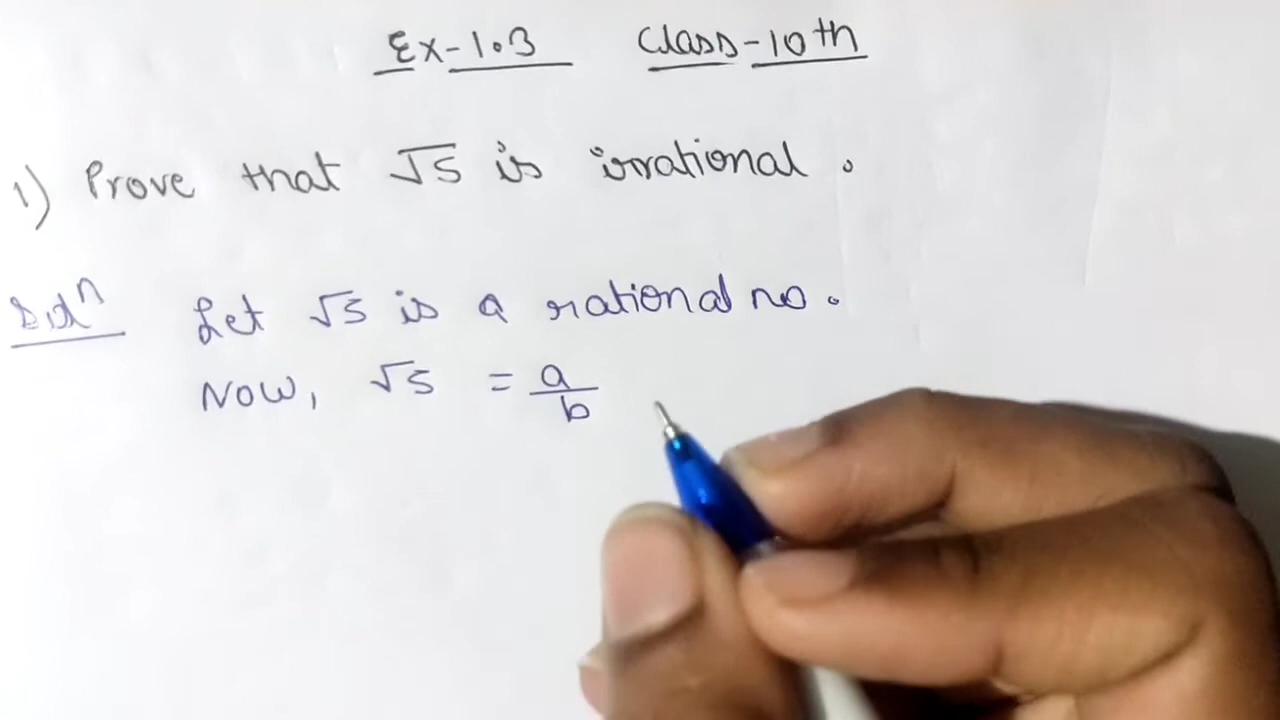 Ex-1.3 Class-10th
1) Prove that √5 is irrational.
Solⁿ Let √5 is a rational no.
Now, √5 = a/b